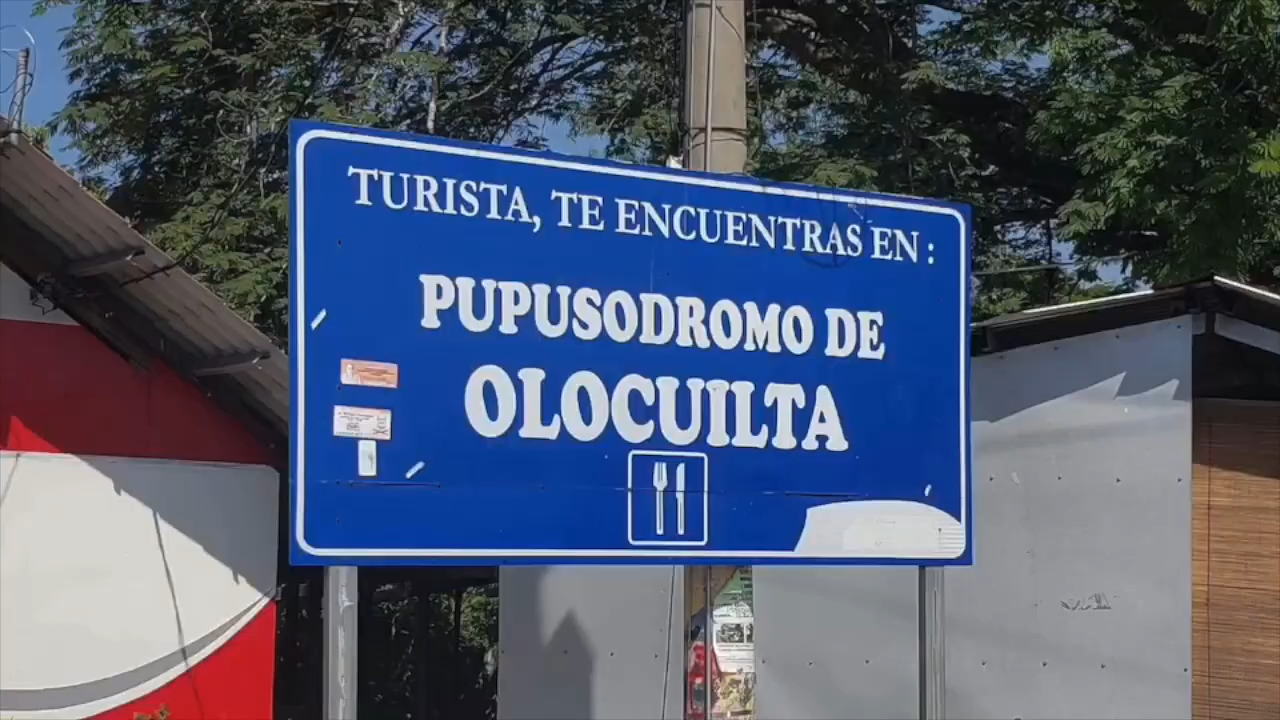 TURISTA, TE ENCUENTRAS EN :
PUPUSODROMO DE
OLOCUILTA